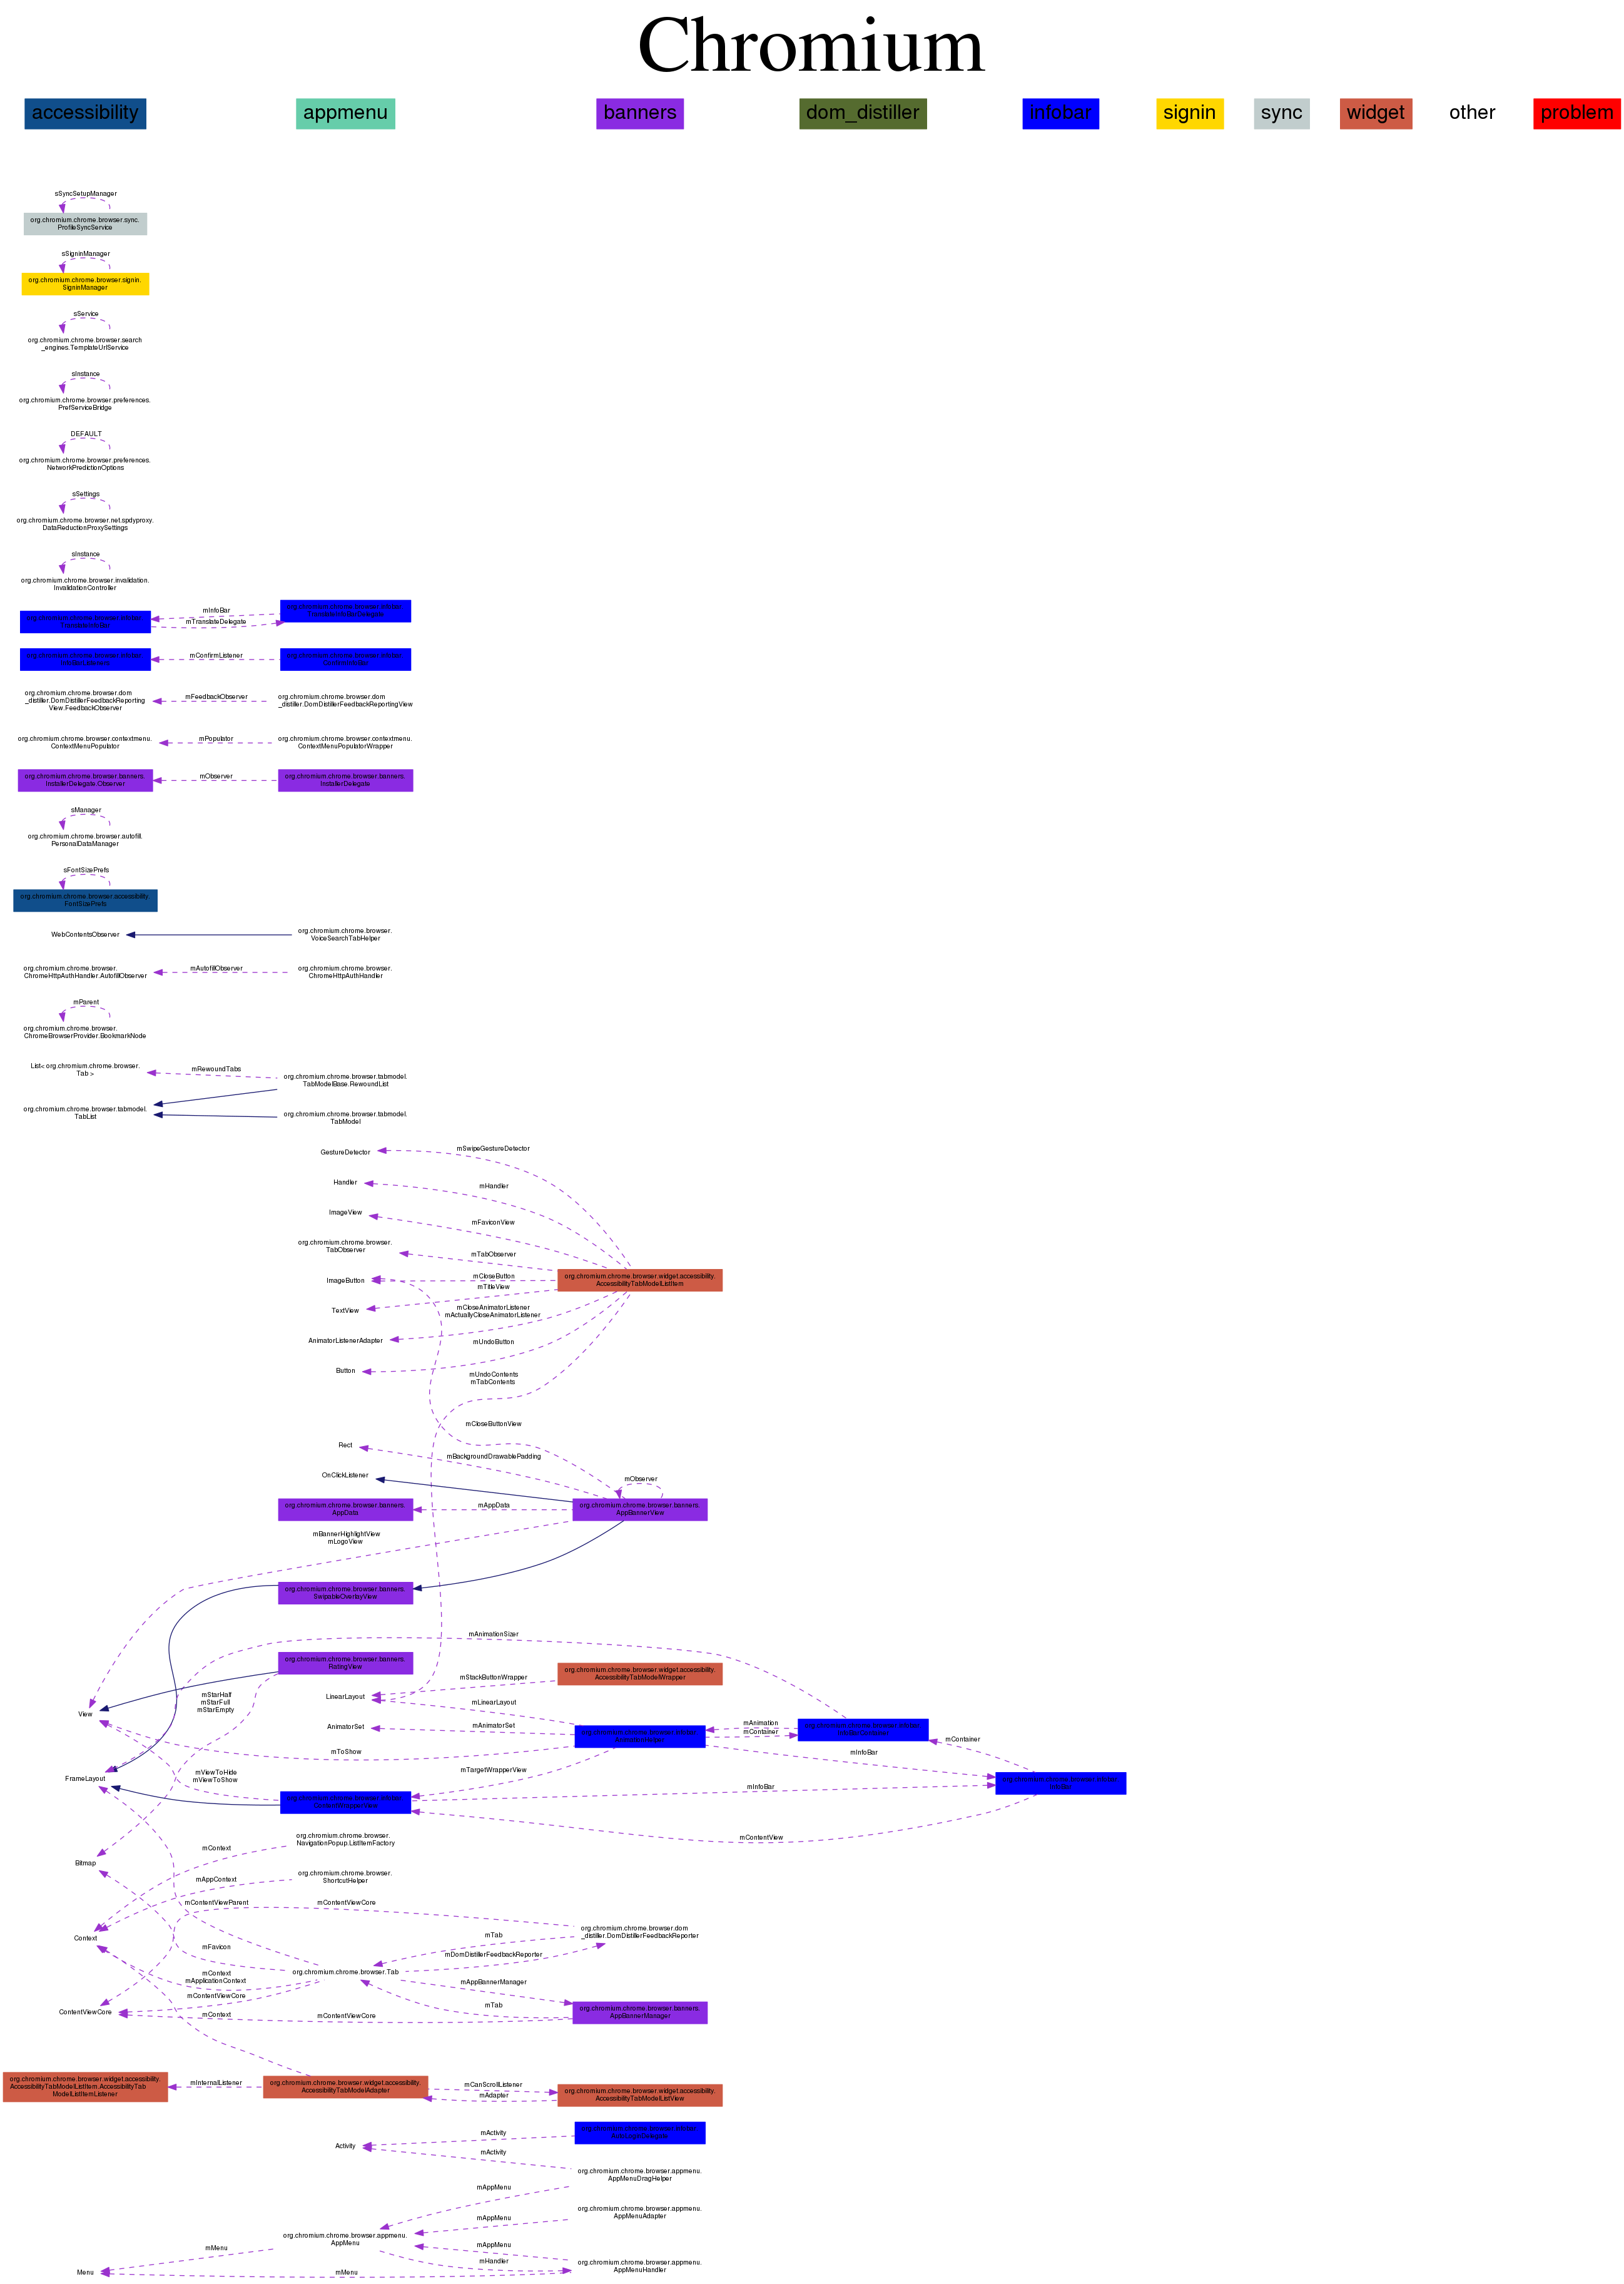 Chromium
accessibility
appmenu
banners
dom_distiller
infobar
signin
sync
widget
other
problem
sSyncSetupManager
org.chromium.chrome.browser.sync.
ProfileSyncService
sSigninManager
org.chromium.chrome.browser.signin.
SigninManager
sService
org.chromium.chrome.browser.search
_engines.TemplateUrlService
sInstance
org.chromium.chrome.browser.preferences.
PrefServiceBridge
DEFAULT
org.chromium.chrome.browser.preferences.
NetworkPredictionOptions
sSettings
org.chromium.chrome.browser.net.spdyproxy.
DataReductionProxySettings
sInstance
org.chromium.chrome.browser.invalidation.
InvalidationController
mInfoBar
mTranslateDelegate
mConfirmListener
org.chromium.chrome.browser.dom
_distiller.DomDistillerFeedbackReporting
View.FeedbackObserver
mFeedbackObserver
org.chromium.chrome.browser.dom
_distiller.DomDistillerFeedbackReportingView
org.chromium.chrome.browser.contextmenu.
ContextMenuPopulator
mPopulator
org.chromium.chrome.browser.contextmenu.
ContextMenuPopulatorWrapper
org.chromium.chrome.browser.banners.
InstallerDelegate.Observer
mObserver
org.chromium.chrome.browser.banners.
InstallerDelegate
sManager
org.chromium.chrome.browser.autofill.
PersonalDataManager
sFontSizePrefs
org.chromium.chrome.browser.accessibility.
FontSizePrefs
WebContentsObserver
org.chromium.chrome.browser.
VoiceSearchTabHelper
org.chromium.chrome.browser.
ChromeHttpAuthHandler.AutofillObserver
mAutofillObserver
org.chromium.chrome.browser.
ChromeHttpAuthHandler
mParent
org.chromium.chrome.browser.
ChromeBrowserProvider.BookmarkNode
List< org.chromium.chrome.browser.
Tab >
mRewoundTabs
org.chromium.chrome.browser.tabmodel.
TabModelBase.RewoundList
org.chromium.chrome.browser.tabmodel.
TabList
org.chromium.chrome.browser.tabmodel.
TabModel
GestureDetector
mSwipeGestureDetector
Handler
mHandler
ImageView
mFaviconView
org.chromium.chrome.browser.
TabObserver
mTabObserver
ImageButton
mCloseButton
org.chromium.chrome.browser.widget.accessibility.
AccessibilityTabModelListItem
mTitleView
TextView
mCloseAnimatorListener
mActuallyCloseAnimatorListener
AnimatorListenerAdapter
mUndoButton
Button
mUndoContents
mTabContents
mCloseButtonView
Rect
mBackgroundDrawablePadding
OnClickListener
mObserver
org.chromium.chrome.browser.banners.
AppData
mAppData
org.chromium.chrome.browser.banners.
AppBannerView
mBannerHighlightView
mLogoView
org.chromium.chrome.browser.banners.
SwipableOverlayView
mAnimationSizer
org.chromium.chrome.browser.banners.
RatingView
mStackButtonWrapper
org.chromium.chrome.browser.widget.accessibility.
AccessibilityTabModelWrapper
mStarHalf
mStarFull
mStarEmpty
LinearLayout
mLinearLayout
View
AnimatorSet
mAnimatorSet
mAnimation
mContainer
mToShow
mInfoBar
mContainer
FrameLayout
mViewToHide
mViewToShow
mTargetWrapperView
mInfoBar
mContentView
org.chromium.chrome.browser.
NavigationPopup.ListItemFactory
mContext
Bitmap
org.chromium.chrome.browser.
ShortcutHelper
mAppContext
mContentViewParent
mContentViewCore
org.chromium.chrome.browser.dom
_distiller.DomDistillerFeedbackReporter
Context
mFavicon
mTab
mDomDistillerFeedbackReporter
org.chromium.chrome.browser.Tab
mContext
mApplicationContext
mAppBannerManager
mContentViewCore
ContentViewCore
mContext
mContentViewCore
mTab
org.chromium.chrome.browser.banners.
AppBannerManager
org.chromium.chrome.browser.widget.accessibility.
AccessibilityTabModelListItem.AccessibilityTab
ModelListItemListener
mInternalListener
org.chromium.chrome.browser.widget.accessibility.
AccessibilityTabModelAdapter
mCanScrollListener
mAdapter
org.chromium.chrome.browser.widget.accessibility.
AccessibilityTabModelListView
Activity
mActivity
mActivity
org.chromium.chrome.browser.appmenu.
AppMenuDragHelper
mAppMenu
org.chromium.chrome.browser.appmenu.
AppMenuAdapter
mAppMenu
org.chromium.chrome.browser.appmenu.
AppMenu
mMenu
mAppMenu
mHandler
org.chromium.chrome.browser.appmenu.
AppMenuHandler
Menu
mMenu